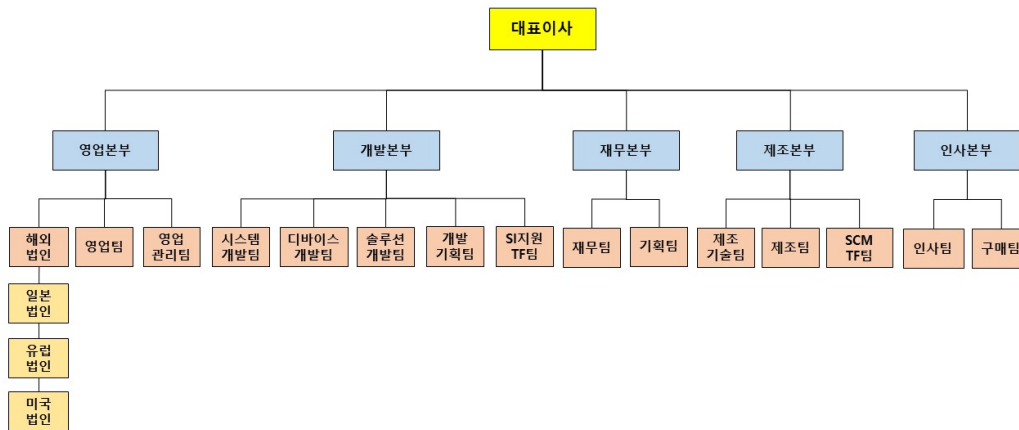 대표이사
영업본부
개발본부
재무본부
제조본부
인사본부
해외
법인
영업팀
영업
관리팀
시스템
개발팀
디바이스
개발팀
솔루션
개발팀
개발
기획팀
SI지원
TF팀
재무팀
기획팀
제조
기술팀
제조팀
SCM
TF팀
인사팀
구매팀
일본
법인
유럽
법인
미국
법인